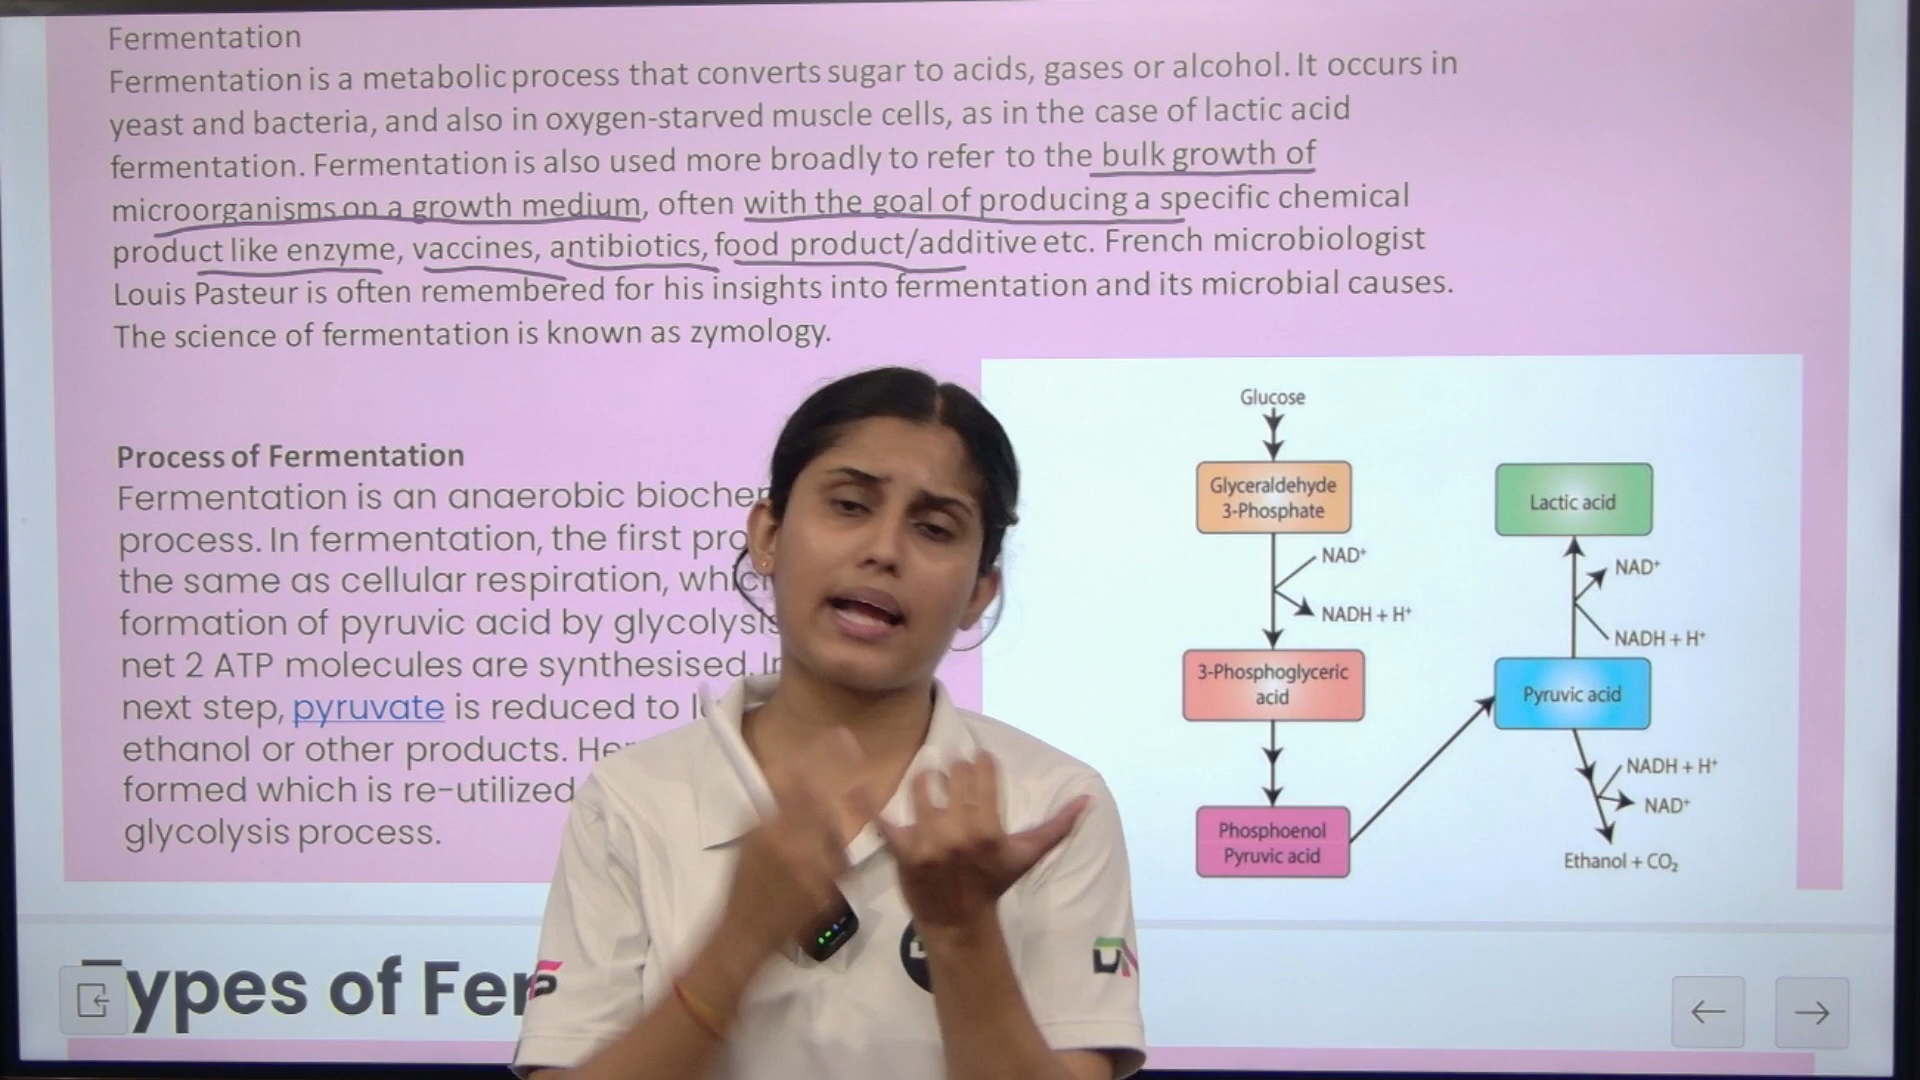 Fermentation
Fermentation is a metabolic process that converts sugar to acids, gases or alcohol. It occurs in
yeast and bacteria, and also in oxygen-starved muscle cells, as in the case of lactic acid
fermentation. Fermentation is also used more broadly to refer to the bulk growth of
microorganisms on a growth medium, often with the goal of producing a specific chemical
product like enzyme, vaccines, antibiotics, food product/additive etc. French microbiologist
Louis Pasteur is often remembered for his insights into fermentation and its microbial causes.
The science of fermentation is known as zymology.
Process of Fermentation
Fermentation is an anaerobic
process. In fermentation, the first
the same as cellular respiration,
formation of pyruvic acid by glycolysis
net 2 ATP molecules are synthesised.
next step, pyruvate is reduced to
ethanol or other products.
formed which is re-utilized
glycolysis process.
Glucose
Glyceraldehyde
3-Phosphate
NAD⁺
NADH + H⁺
3-Phosphoglyceric
acid
Phosphoenol
Pyruvic acid
Lactic acid
NAD⁺
NADH + H⁺
Pyruvic acid
NADH + H⁺
NAD⁺
Ethanol + CO₂
Types of